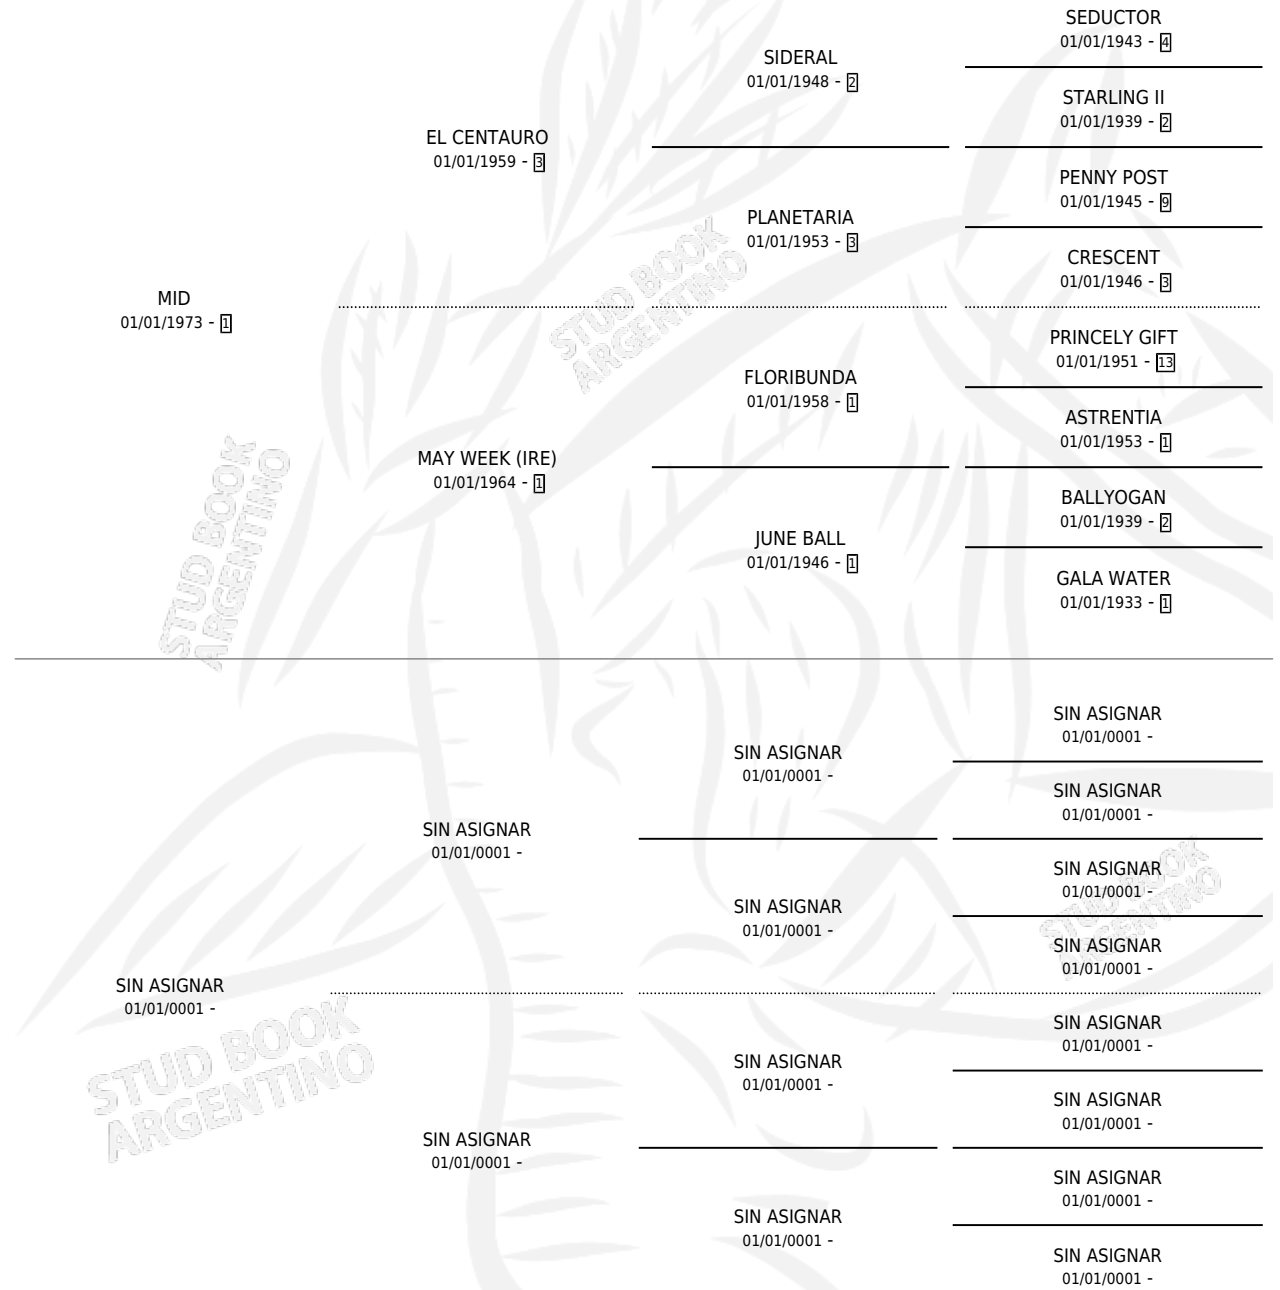 SEDUCTOR
01/01/1943 - 4
SIDERAL
01/01/1948 - 2
STARLING II
01/01/1939 - 2
EL CENTAURO
01/01/1959 - 3
PENNY POST
01/01/1945 - 9
PLANETARIA
01/01/1953 - 3
CRESCENT
01/01/1946 - 3
MID
01/01/1973 - 1
PRINCELY GIFT
01/01/1951 - 13
FLORIBUNDA
01/01/1958 - 1
ASTRENTIA
01/01/1953 - 1
MAY WEEK (IRE)
01/01/1964 - 1
BALLYOGAN
01/01/1939 - 2
JUNE BALL
01/01/1946 - 1
GALA WATER
01/01/1933 - 1
STUD BOOK
ARGENTINO
STUD BOOK
ARGENTINO
SIN ASIGNAR
01/01/0001 -
SIN ASIGNAR
01/01/0001 -
SIN ASIGNAR
01/01/0001 -
SIN ASIGNAR
01/01/0001 -
SIN ASIGNAR
01/01/0001 -
SIN ASIGNAR
01/01/0001 -
SIN ASIGNAR
01/01/0001 -
SIN ASIGNAR
01/01/0001 -
SIN ASIGNAR
01/01/0001 -
SIN ASIGNAR
01/01/0001 -
SIN ASIGNAR
01/01/0001 -
SIN ASIGNAR
01/01/0001 -
SIN ASIGNAR
01/01/0001 -
SIN ASIGNAR
01/01/0001 -
SIN ASIGNAR
01/01/0001 -
STUD BOOK
ARGENTINO
STUD BOOK
ARGENTINO